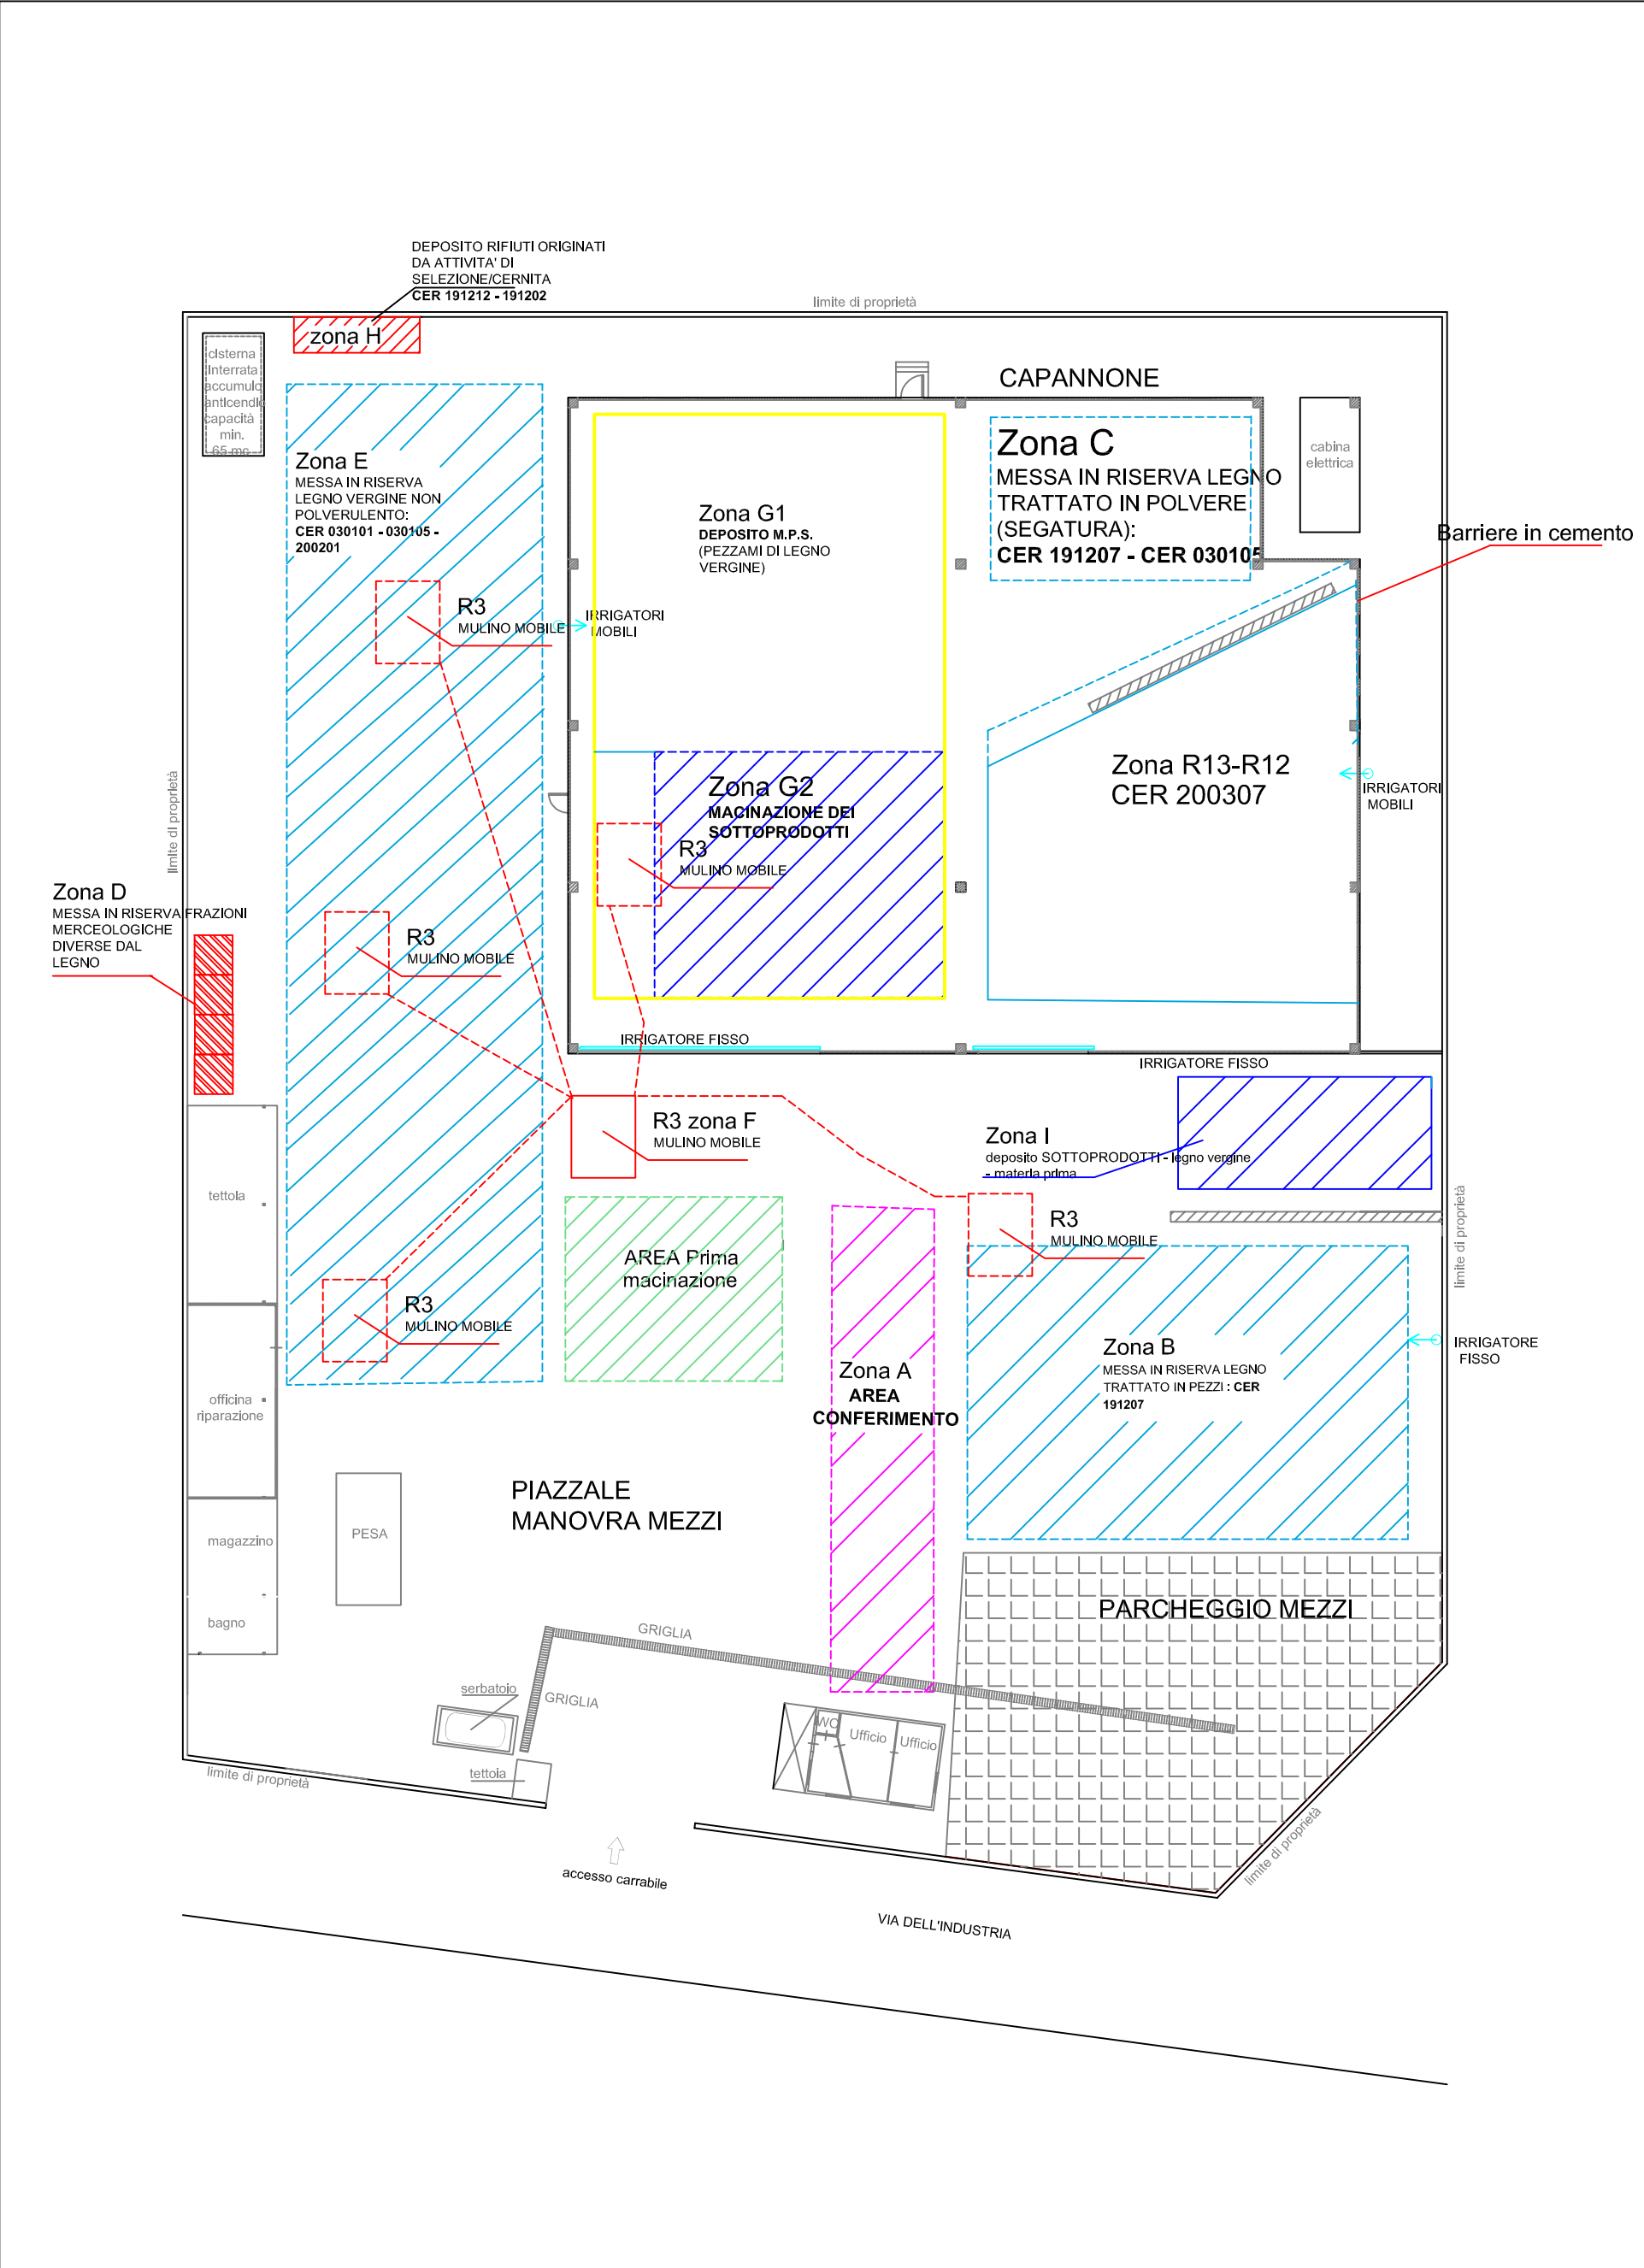 DEPOSITO RIFIUTI ORIGINATI
DA ATTIVITA' DI
SELEZIONE/CERNITA
CER 191212 - 191202
limite di proprietà
zona H
cisterna
interrata
accumulo
anticendio
capacità
min.
65 mc
CAPANNONE
Zona C
MESSA IN RISERVA LEGNO
TRATTATO IN POLVERE
(SEGATURA):
CER 191207 - CER 030105
cabina
elettrica
Barriere in cemento
Zona E
MESSA IN RISERVA
LEGNO VERGINE NON
POLVERULENTO:
CER 030101 - 030105 -
200201
Zona G1
DEPOSITO M.P.S.
(PEZZAMI DI LEGNO
VERGINE)
R3
MULINO MOBILE
IRRIGATORI
MOBILI
Zona R13-R12
CER 200307
IRRIGATORI
MOBILI
limite di proprietà
Zona G2
MACINAZIONE DEI
SOTTOPRODOTTI
R3
MULINO MOBILE
Zona D
MESSA IN RISERVA FRAZIONI
MERCEOLOGICHE
DIVERSE DAL
LEGNO
R3
MULINO MOBILE
IRRIGATORE FISSO
IRRIGATORE FISSO
R3 zona F
MULINO MOBILE
Zona I
deposito SOTTOPRODOTTI - legno vergine
- materia prima
tettola
R3
MULINO MOBILE
limite di proprietà
AREA Prima
macinazione
R3
MULINO MOBILE
Zona A
AREA
CONFERIMENTO
Zona B
MESSA IN RISERVA LEGNO
TRATTATO IN PEZZI : CER
191207
IRRIGATORE
FISSO
officina
riparazione
PIAZZALE
MANOVRA MEZZI
PESA
magazzino
bagno
PARCHEGGIO MEZZI
GRIGLIA
GRIGLIA
serbatoio
WC
Ufficio
Ufficio
tettoia
limite di proprietà
limite di proprietà
accesso carrabile
VIA DELL'INDUSTRIA